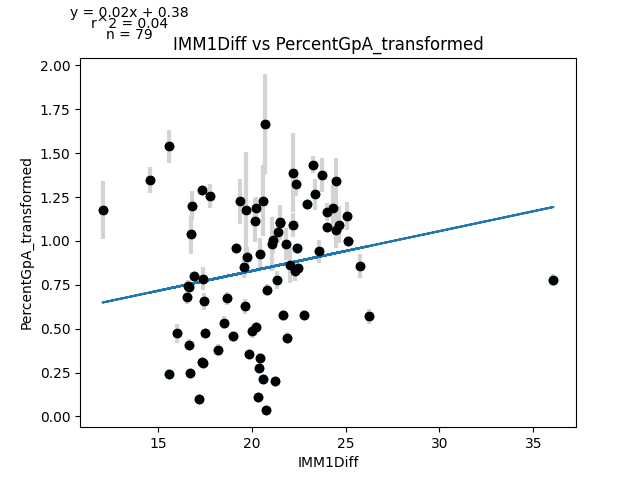 y = 0.02x + 0.38
r^2 = 0.04
n = 79
IMM1Diff vs PercentGpA_transformed
2.00
1.75
1.50
1.25
1.00
0.75
0.50
0.25
0.00
PercentGpA_transformed
15
20
25
30
35
IMM1Diff